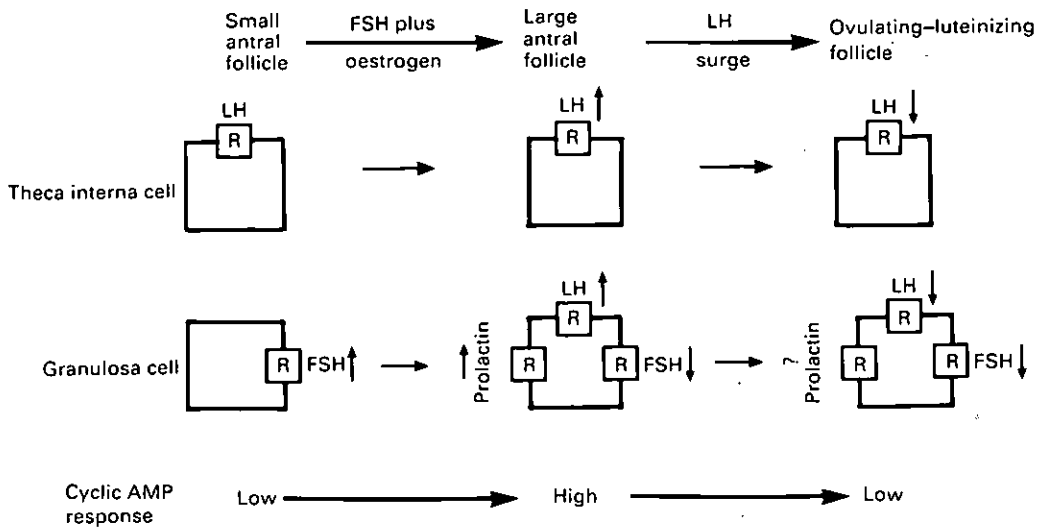 Small antral follicle
FSH plus oestrogen
Large antral follicle
LH surge
Ovulating–luteinizing follicle
Theca interna cell
LH
R
LH ↑
R
LH ↓
R
Granulosa cell
R
FSH ↑
↑ Prolactin
R
LH ↑
R
R
FSH ↓
? Prolactin
R
LH ↓
R
R
FSH ↓
Cyclic AMP response
Low
High
Low